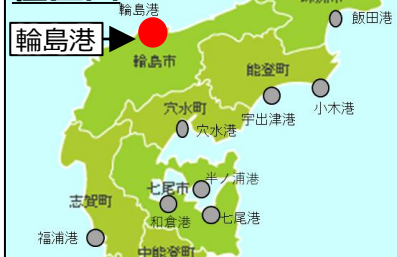 輪島港
飯田港
輪島港
輪島市
能登町
小木港
宇出津港
穴水町
穴水港
半ノ浦港
七尾市
志賀町
和倉港
七尾港
福浦港
中能登町